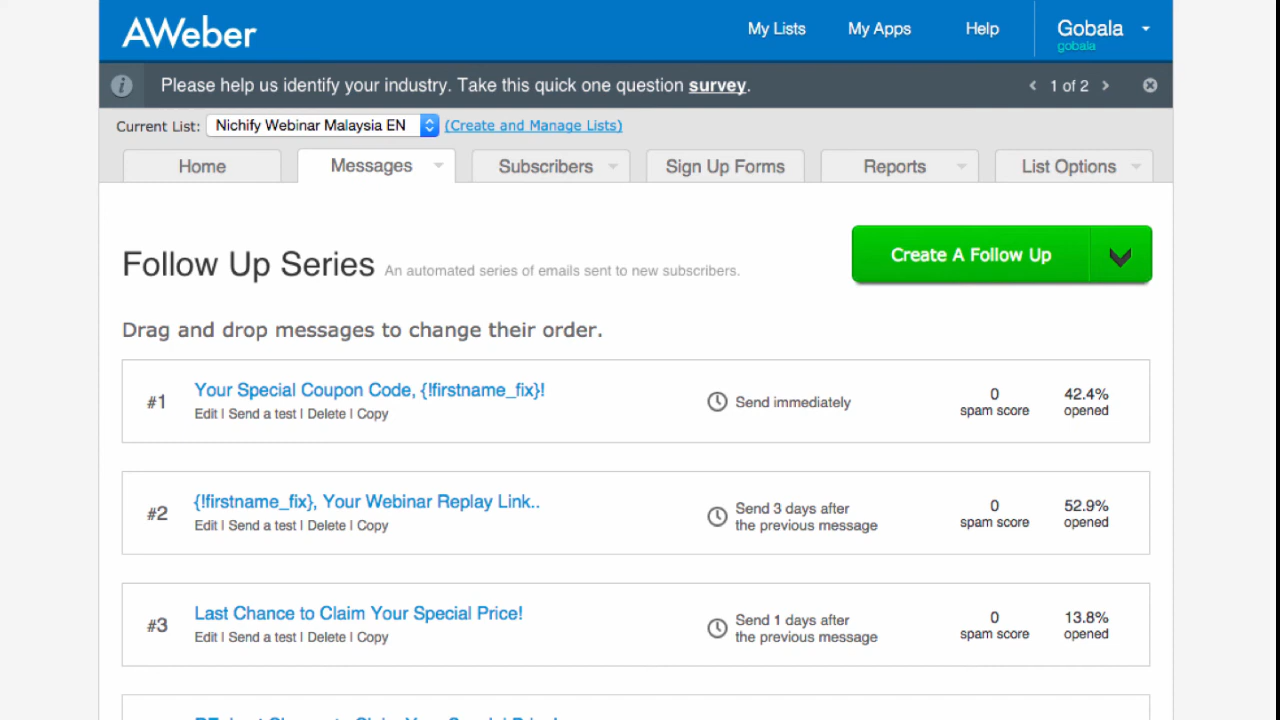 AWeber
My Lists My Apps Help Gobala
gobala
Please help us identify your industry. Take this quick one question survey. 1 of 2
Current List: Nichify Webinar Malaysia EN (Create and Manage Lists)
Home Messages Subscribers Sign Up Forms Reports List Options
Follow Up Series An automated series of emails sent to new subscribers.
Create A Follow Up
Drag and drop messages to change their order.
#1
Your Special Coupon Code, {!firstname_fix}!
Edit | Send a test | Delete | Copy
Send immediately
0
spam score
42.4%
opened
#2
{!firstname_fix}, Your Webinar Replay Link..
Edit | Send a test | Delete | Copy
Send 3 days after
the previous message
0
spam score
52.9%
opened
#3
Last Chance to Claim Your Special Price!
Edit | Send a test | Delete | Copy
Send 1 days after
the previous message
0
spam score
13.8%
opened